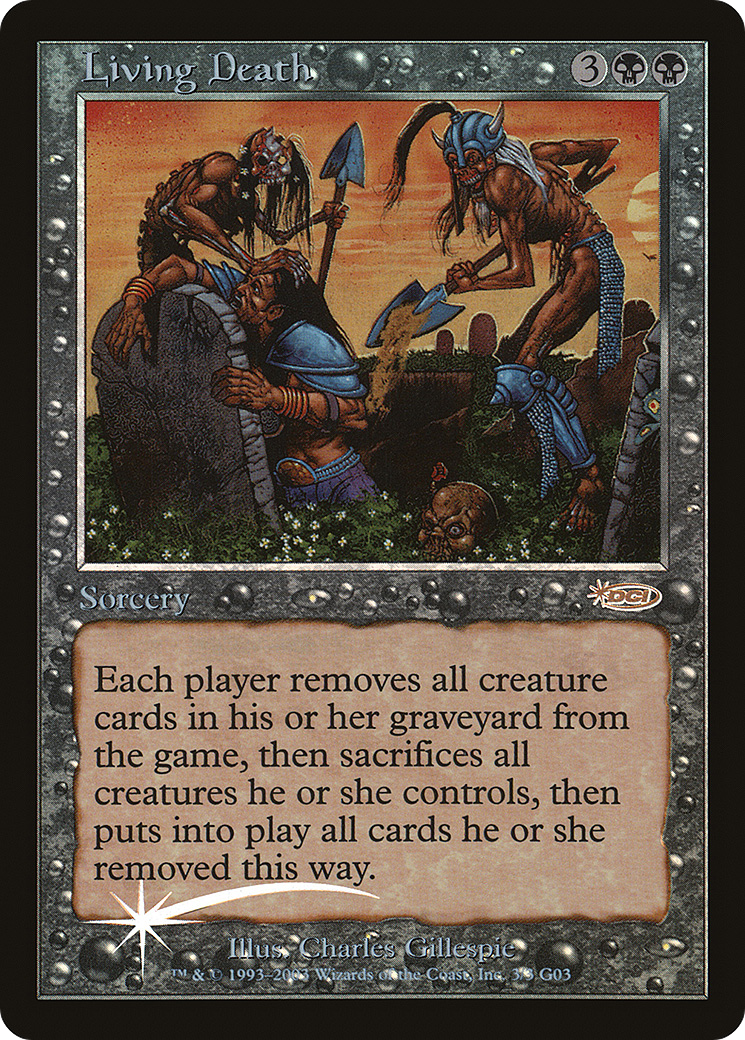 Living Death 3
Sorcery DCI
Each player removes all creature
cards in his or her graveyard from
the game, then sacrifices all
creatures he or she controls, then
puts into play all cards he or she
removed this way.
Illus. Charles Gillespie
™ & © 1993–2003 Wizards of the Coast, Inc. 3/3 G03